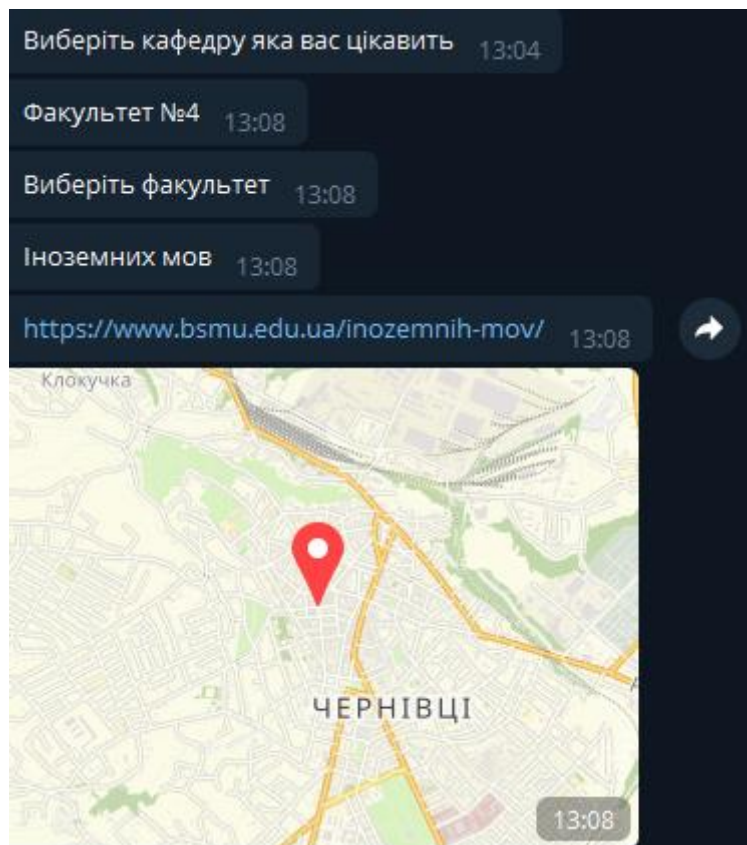 Виберіть кафедру яка вас цікавить 13:04
Факультет №4 13:08
Виберіть факультет 13:08
Іноземних мов 13:08
https://www.bsmu.edu.ua/inozemnih-mov/ 13:08
Клокучка
ЧЕРНІВЦІ
13:08